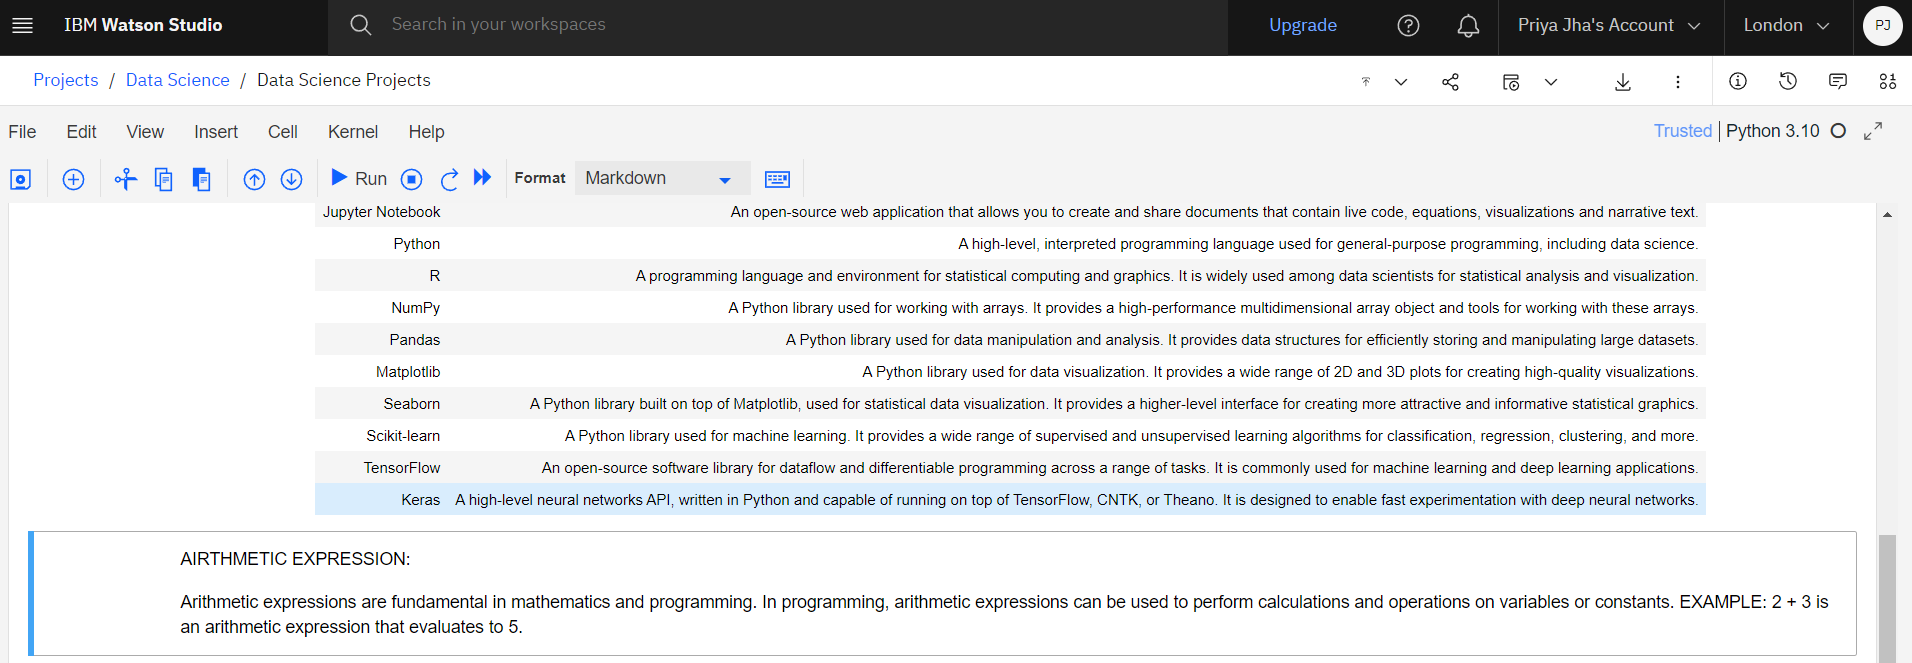 IBM Watson Studio
Search in your workspaces
Upgrade
Priya Jha's Account
London
PJ
Projects / Data Science / Data Science Projects
File Edit View Insert Cell Kernel Help
Trusted | Python 3.10
Run
Format
Markdown
Jupyter Notebook An open-source web application that allows you to create and share documents that contain live code, equations, visualizations and narrative text.
Python A high-level, interpreted programming language used for general-purpose programming, including data science.
R A programming language and environment for statistical computing and graphics. It is widely used among data scientists for statistical analysis and visualization.
NumPy A Python library used for working with arrays. It provides a high-performance multidimensional array object and tools for working with these arrays.
Pandas A Python library used for data manipulation and analysis. It provides data structures for efficiently storing and manipulating large datasets.
Matplotlib A Python library used for data visualization. It provides a wide range of 2D and 3D plots for creating high-quality visualizations.
Seaborn A Python library built on top of Matplotlib, used for statistical data visualization. It provides a higher-level interface for creating more attractive and informative statistical graphics.
Scikit-learn A Python library used for machine learning. It provides a wide range of supervised and unsupervised learning algorithms for classification, regression, clustering, and more.
TensorFlow An open-source software library for dataflow and differentiable programming across a range of tasks. It is commonly used for machine learning and deep learning applications.
Keras A high-level neural networks API, written in Python and capable of running on top of TensorFlow, CNTK, or Theano. It is designed to enable fast experimentation with deep neural networks.
AIRTHMETIC EXPRESSION:
Arithmetic expressions are fundamental in mathematics and programming. In programming, arithmetic expressions can be used to perform calculations and operations on variables or constants. EXAMPLE: 2 + 3 is
an arithmetic expression that evaluates to 5.